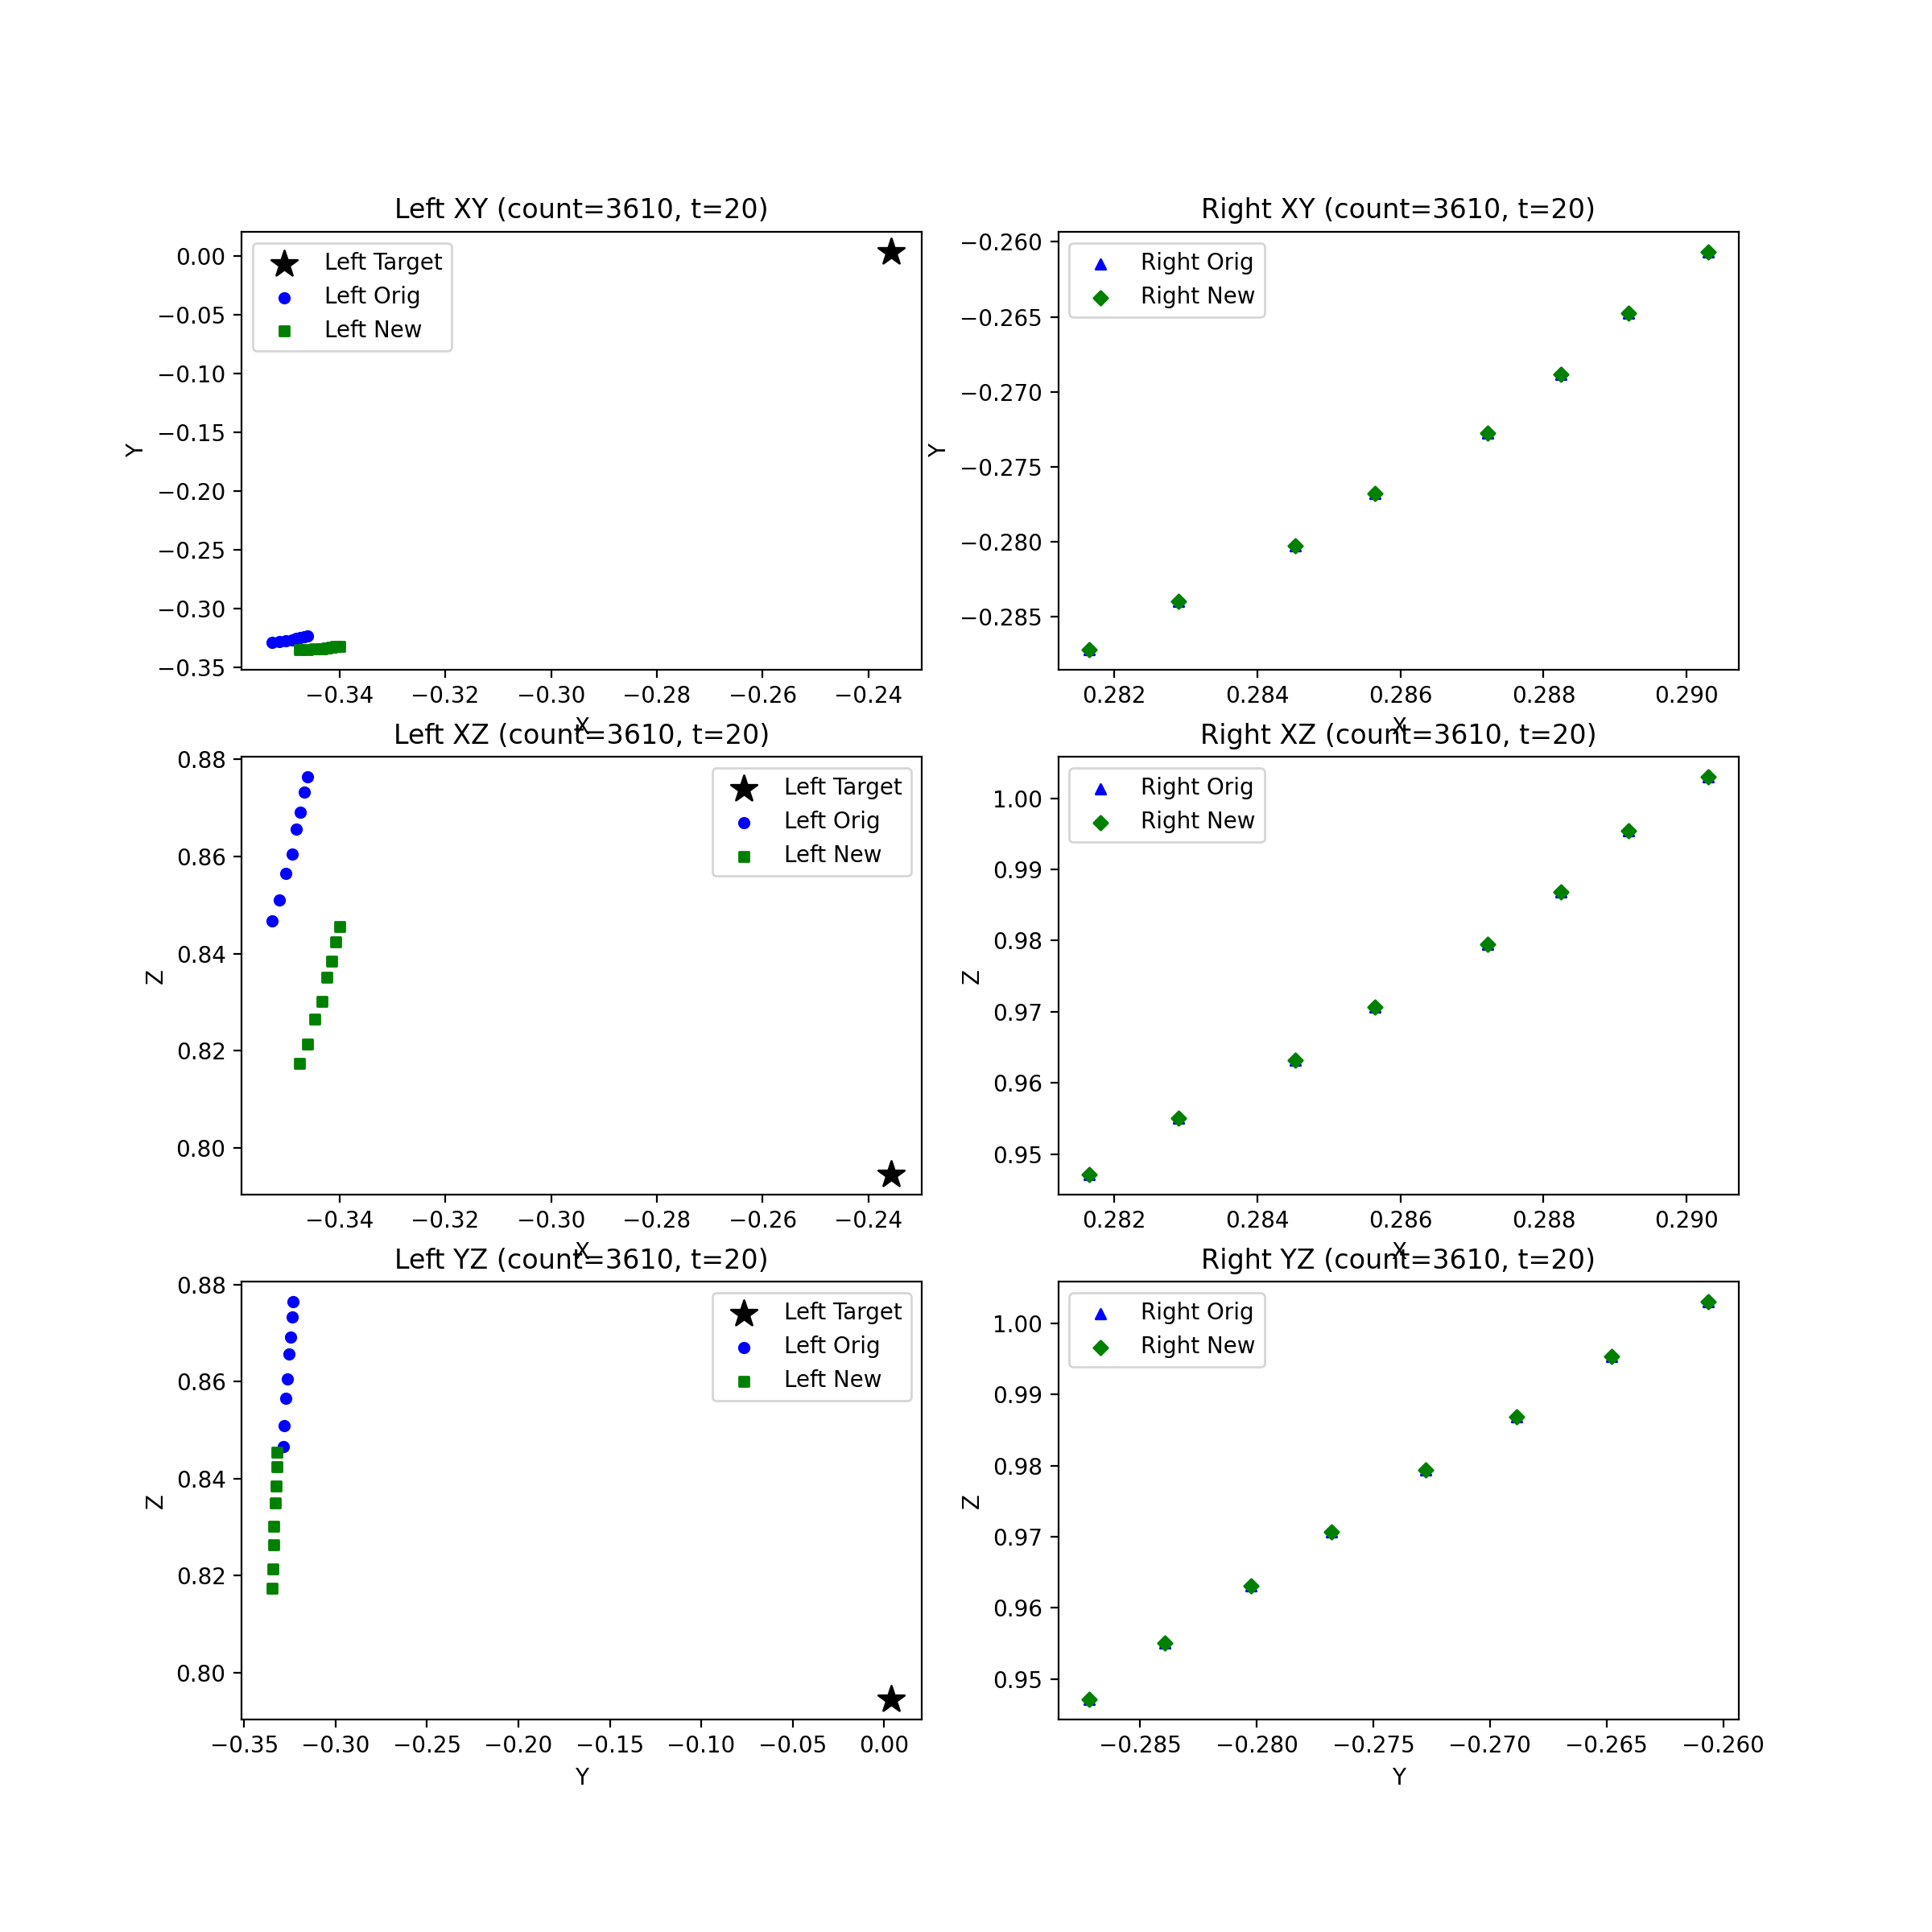 Left XY (count=3610, t=20)
Left Target
Left Orig
Left New
0.00
−0.05
−0.10
−0.15
−0.20
−0.25
−0.30
−0.35
Y
−0.34
−0.32
−0.30
−0.28
−0.26
−0.24
X
Right XY (count=3610, t=20)
Right Orig
Right New
−0.260
−0.265
−0.270
−0.275
−0.280
−0.285
Y
0.282
0.284
0.286
0.288
0.290
X
Left XZ (count=3610, t=20)
Left Target
Left Orig
Left New
0.88
0.86
0.84
0.82
0.80
Z
−0.34
−0.32
−0.30
−0.28
−0.26
−0.24
X
Right XZ (count=3610, t=20)
Right Orig
Right New
1.00
0.99
0.98
0.97
0.96
0.95
Z
0.282
0.284
0.286
0.288
0.290
X
Left YZ (count=3610, t=20)
Left Target
Left Orig
Left New
0.88
0.86
0.84
0.82
0.80
Z
−0.35
−0.30
−0.25
−0.20
−0.15
−0.10
−0.05
0.00
Y
Right YZ (count=3610, t=20)
Right Orig
Right New
1.00
0.99
0.98
0.97
0.96
0.95
Z
−0.285
−0.280
−0.275
−0.270
−0.265
−0.260
Y